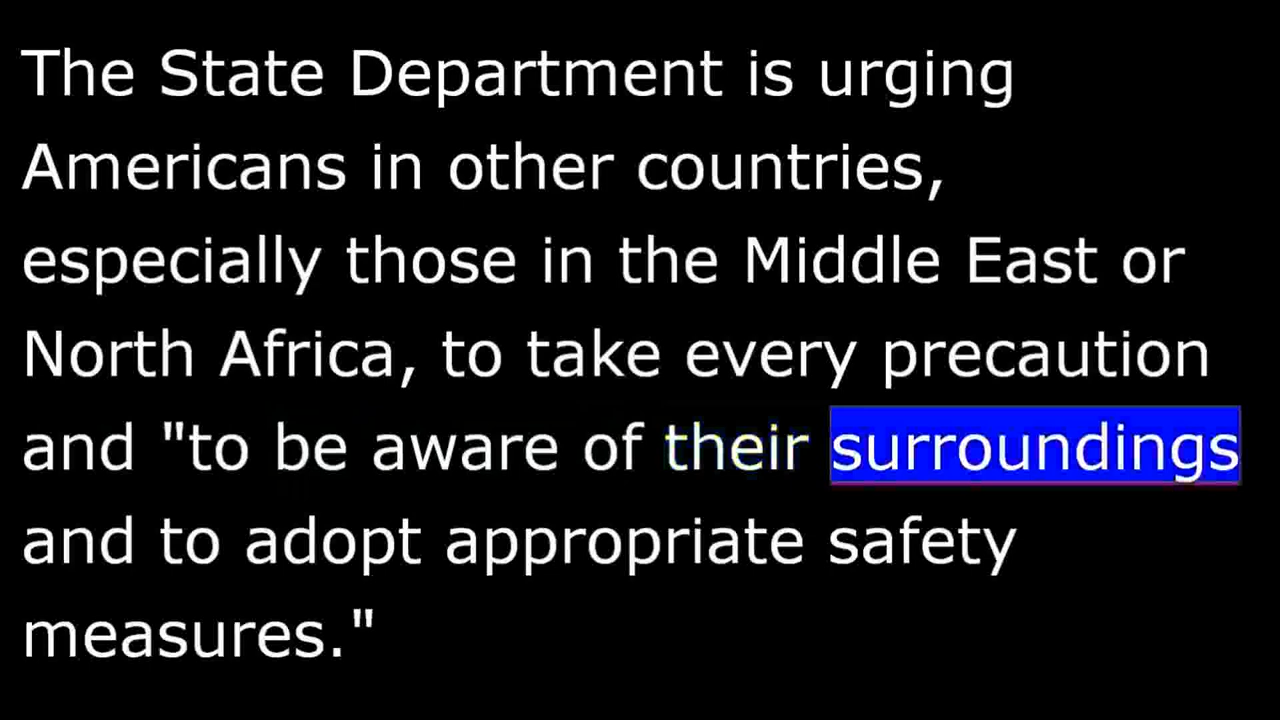 The State Department is urging
Americans in other countries,
especially those in the Middle East or
North Africa, to take every precaution
and "to be aware of their surroundings
and to adopt appropriate safety
measures."